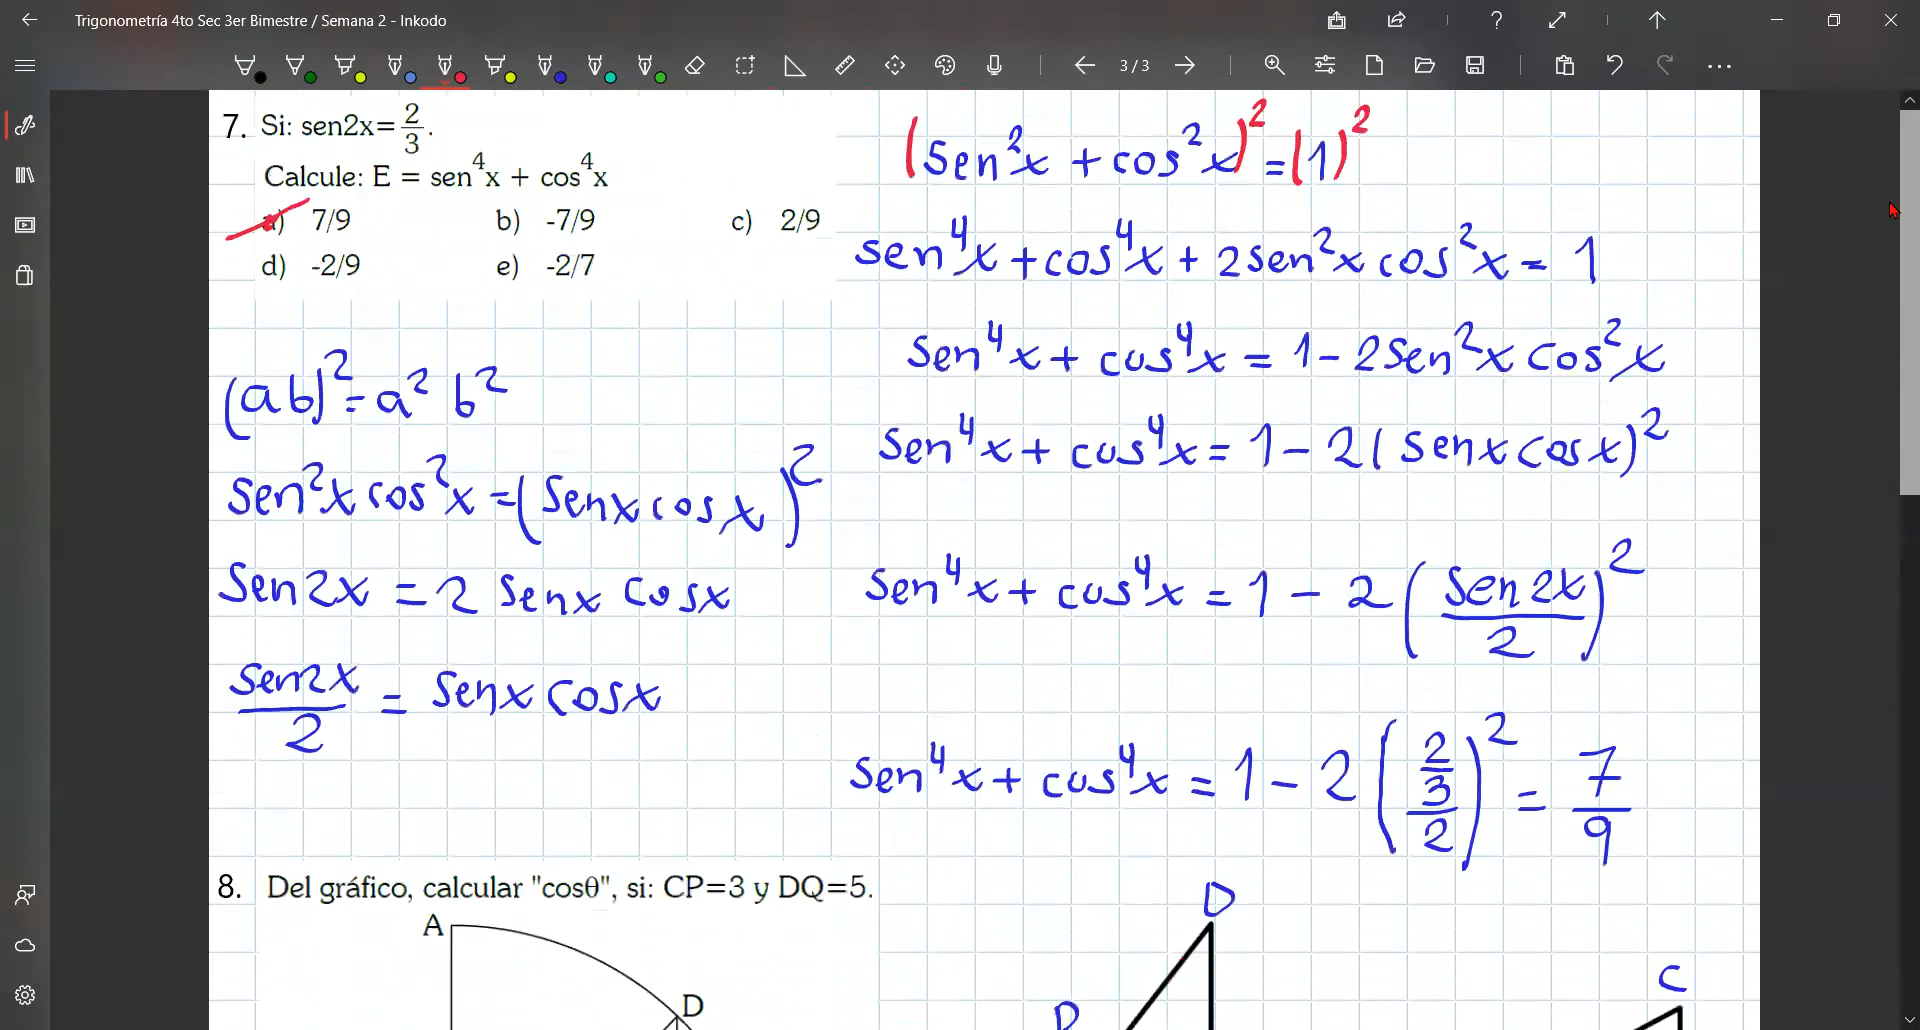 Trigonometría 4to Sec 3er Bimestre / Semana 2 - Inkodo
3 / 3
7. Si: sen2x=2/3.
Calcule: E = sen⁴x + cos⁴x
a) 7/9 b) -7/9 c) 2/9
d) -2/9 e) -2/7
(ab)² = a² b²
sen²x cos²x = (senx cosx)²
sen2x = 2 senx cosx
sen2x/2 = senx cosx
(sen²x + cos²x)² = (1)²
sen⁴x + cos⁴x + 2sen²x cos²x = 1
sen⁴x + cos⁴x = 1 - 2sen²x cos²x
sen⁴x + cos⁴x = 1 - 2(senx cosx)²
sen⁴x + cos⁴x = 1 - 2(sen2x/2)²
sen⁴x + cos⁴x = 1 - 2((2/3)/2)² = 7/9
8. Del gráfico, calcular "cosθ", si: CP=3 y DQ=5.
A
D
D
C